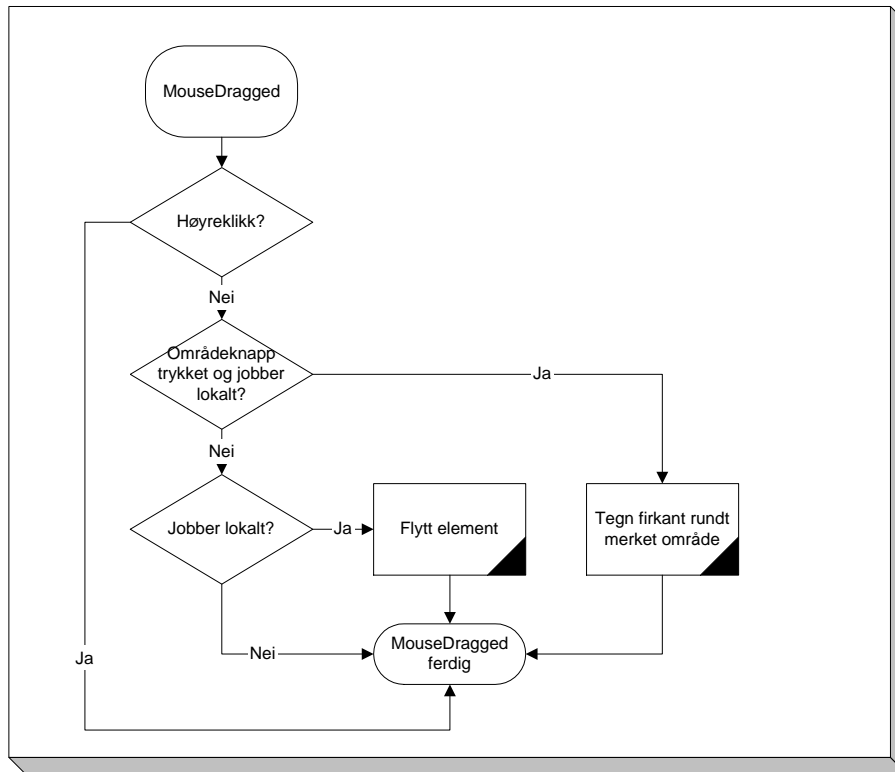 MouseDragged
Høyreklikk?
Nei
Områdeknapp
trykket og jobber
lokalt?
Ja
Nei
Jobber lokalt?
Ja
Flytt element
Tegn firkant rundt
merket område
Nei
MouseDragged
ferdig
Ja